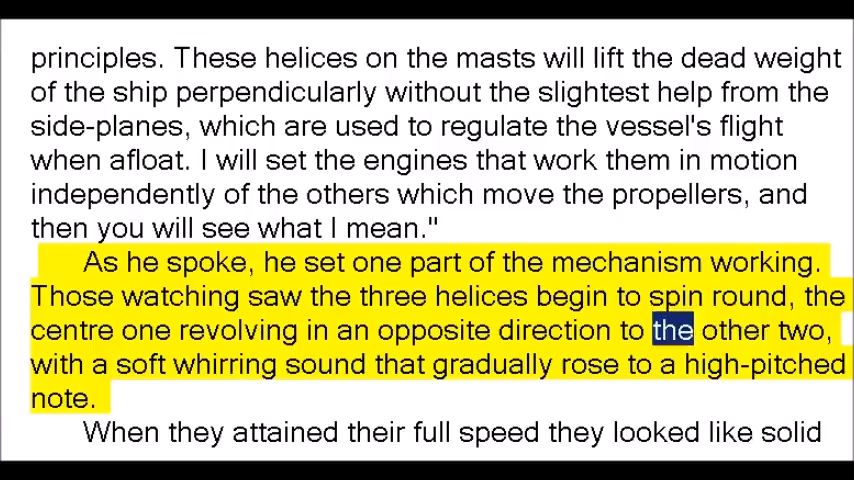 principles. These helices on the masts will lift the dead weight
of the ship perpendicularly without the slightest help from the
side-planes, which are used to regulate the vessel's flight
when afloat. I will set the engines that work them in motion
independently of the others which move the propellers, and
then you will see what I mean."
As he spoke, he set one part of the mechanism working.
Those watching saw the three helices begin to spin round, the
centre one revolving in an opposite direction to the other two,
with a soft whirring sound that gradually rose to a high-pitched
note.
When they attained their full speed they looked like solid